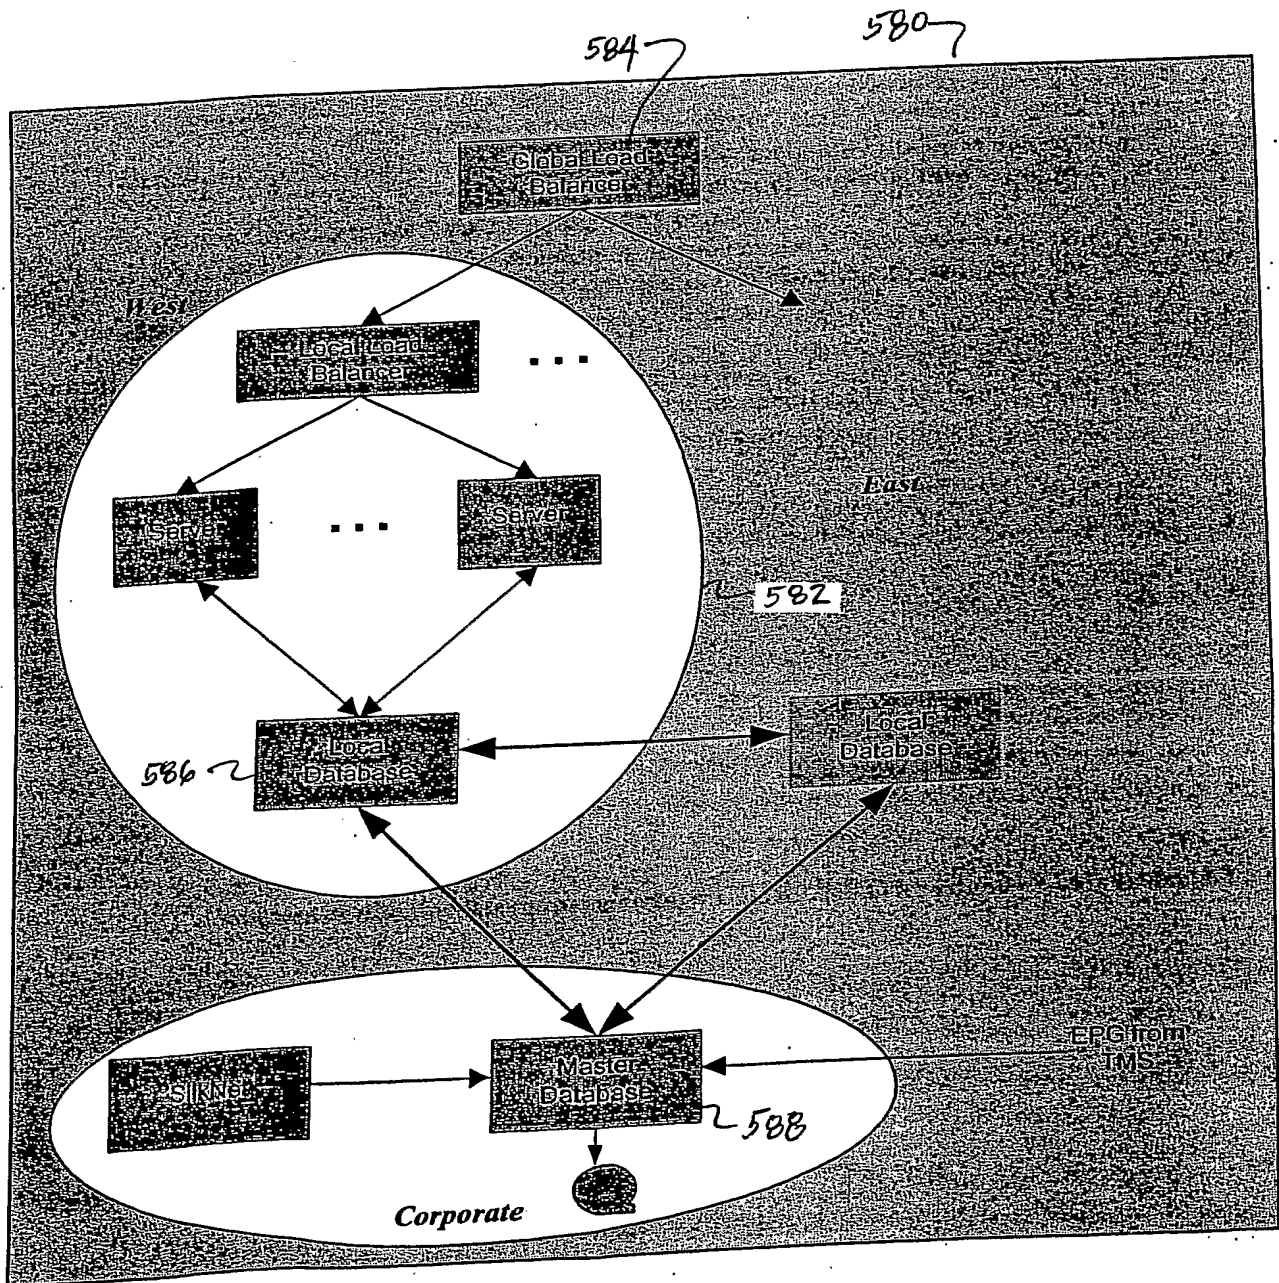 580
584
Global Load
Balancer
West
Local Load
Balancer
Server
Server
East
582
Local
Database
586
Local
Database
EPG from
TMS
SilkNet
Master
Database
588
Corporate